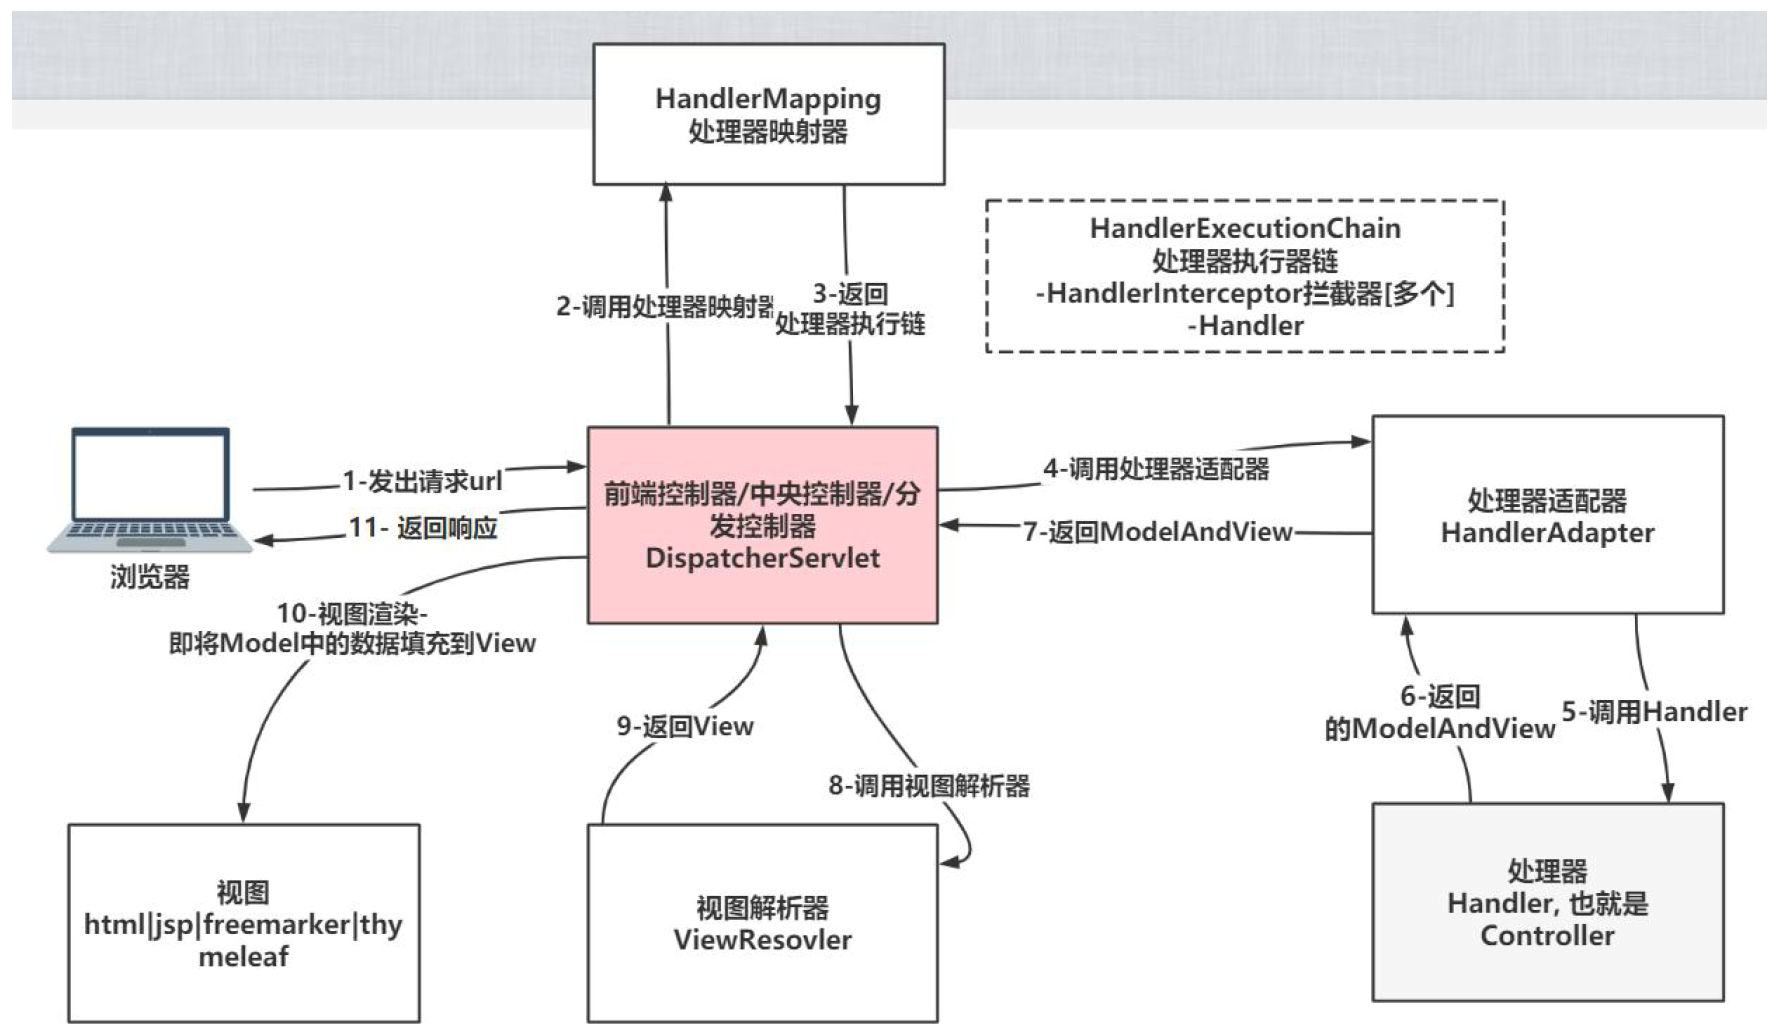 HandlerMapping
处理器映射器
HandlerExecutionChain
处理器执行器链
-HandlerInterceptor拦截器[多个]
-Handler
2-调用处理器映射器
3-返回
处理器执行链
1-发出请求url
11- 返回响应
浏览器
前端控制器/中央控制器/分
发控制器
DispatcherServlet
4-调用处理器适配器
7-返回ModelAndView
处理器适配器
HandlerAdapter
10-视图渲染-
即将Model中的数据填充到View
9-返回View
8-调用视图解析器
6-返回
的ModelAndView
5-调用Handler
视图
html|jsp|freemarker|thy
meleaf
视图解析器
ViewResovler
处理器
Handler, 也就是
Controller